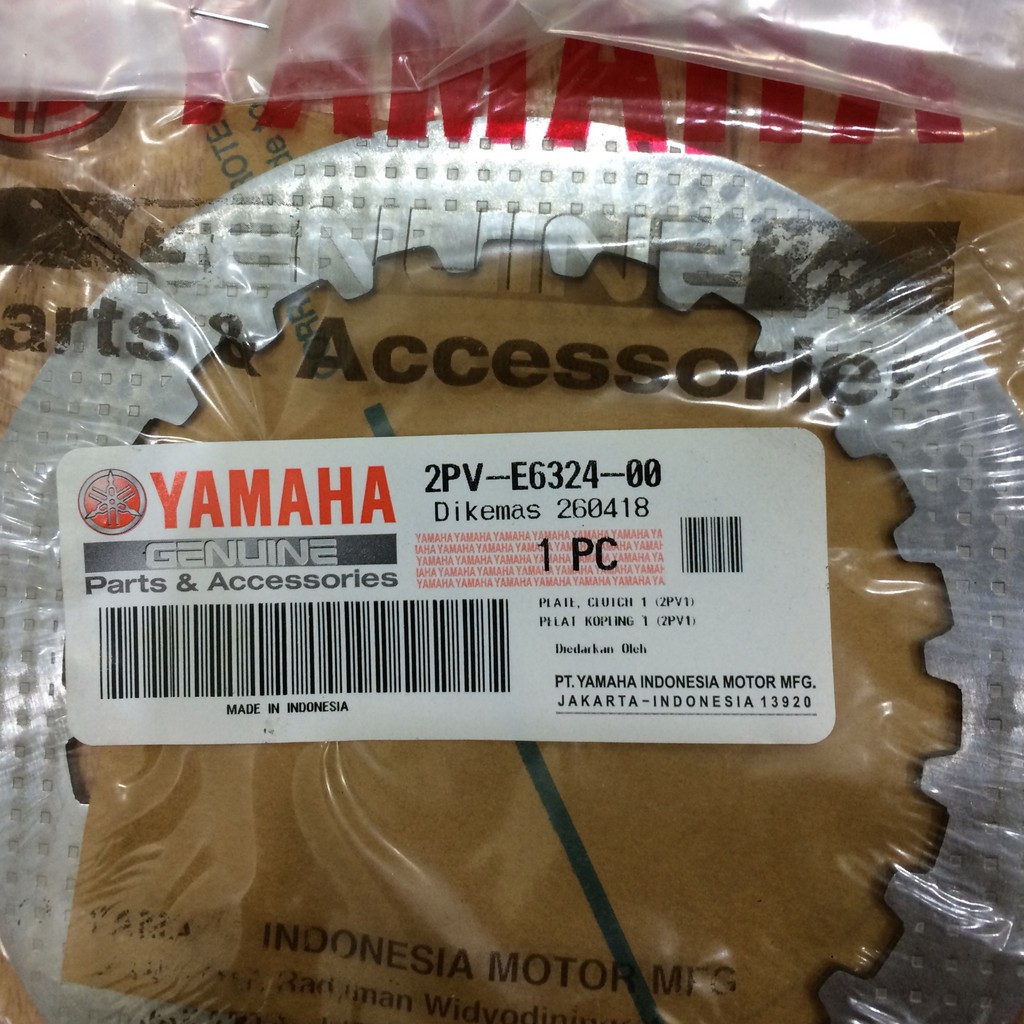 YAMAHA
GENUINE
arts & Accessories
YAMAHA
GENUINE
Parts & Accessories
2PV-E6324-00
Dikemas 260418
1 PC
PLATE, CLUTCH 1 (2PV1)
PELAT KOPLING 1 (2PV1)
Diedarkan Oleh
PT. YAMAHA INDONESIA MOTOR MFG.
JAKARTA-INDONESIA 13920
MADE IN INDONESIA
YAMA INDONESIA MOTOR MFG